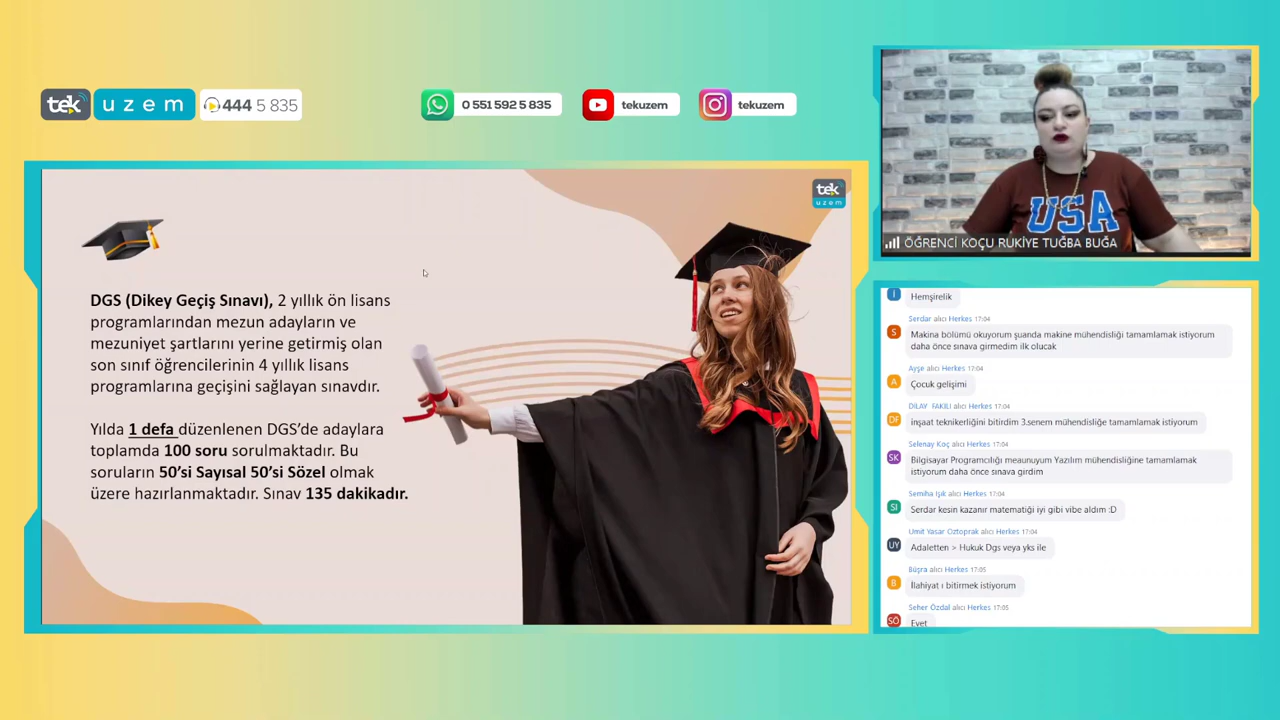 tek uzem 444 5 835
0 551 592 5 835
tekuzem
tekuzem
tek
uzem
DGS (Dikey Geçiş Sınavı), 2 yıllık ön lisans
programlarından mezun adayların ve
mezuniyet şartlarını yerine getirmiş olan
son sınıf öğrencilerinin 4 yıllık lisans
programlarına geçişini sağlayan sınavdır.
Yılda 1 defa düzenlenen DGS'de adaylara
toplamda 100 soru sorulmaktadır. Bu
soruların 50'si Sayısal 50'si Sözel olmak
üzere hazırlanmaktadır. Sınav 135 dakikadır.
USA
ÖĞRENCİ KOÇU RUKİYE TUĞBA BUĞA
İ
Hemşirelik
Serdar alıcı Herkes 17:04
S
Makina bölümü okuyorum şuanda makine mühendisliği tamamlamak istiyorum
daha önce sınava girmedim ilk olucak
Ayşe alıcı Herkes 17:04
A
Çocuk gelişimi
DİLAY FAKILI alıcı Herkes 17:04
DF
inşaat teknikerliğini bitirdim 3.senem mühendisliğe tamamlamak istiyorum
Selenay Koç alıcı Herkes 17:04
SK
Bilgisayar Programcılığı meaunuyum Yazılım mühendisliğine tamamlamak
istiyorum daha önce sınava girdim
Semiha Işık alıcı Herkes 17:04
SI
Serdar kesin kazanır matematiği iyi gibi vibe aldım :D
Umit Yasar Oztoprak alıcı Herkes 17:04
UY
Adaletten > Hukuk Dgs veya yks ile
Büşra alıcı Herkes 17:05
B
İlahiyat ı bitirmek istiyorum
Seher Özdal alıcı Herkes 17:05
SÖ
Evet